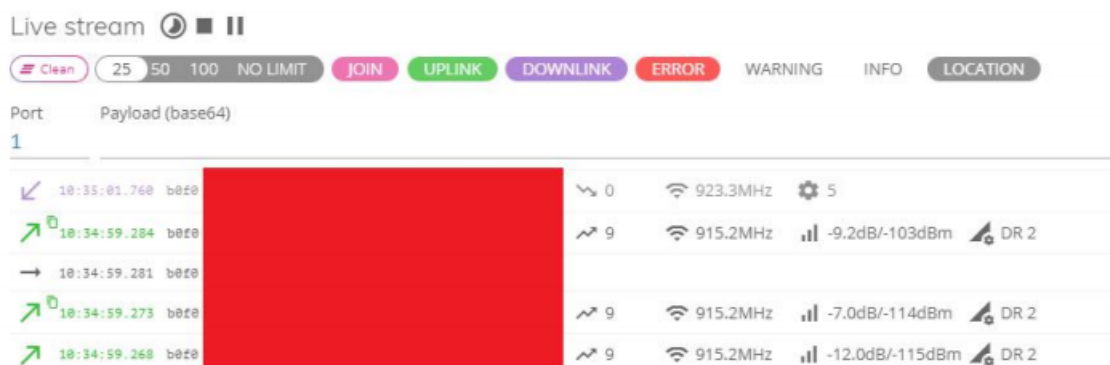 Live stream
Clean 25 50 100 NO LIMIT JOIN UPLINK DOWNLINK ERROR WARNING INFO LOCATION
Port Payload (base64)
1
10:35:01.760 b0f0 0 923.3MHz 5
10:34:59.284 b0f0 9 915.2MHz -9.2dB/-103dBm DR 2
10:34:59.281 b0f0
10:34:59.273 b0f0 9 915.2MHz -7.0dB/-114dBm DR 2
10:34:59.268 b0f0 9 915.2MHz -12.0dB/-115dBm DR 2